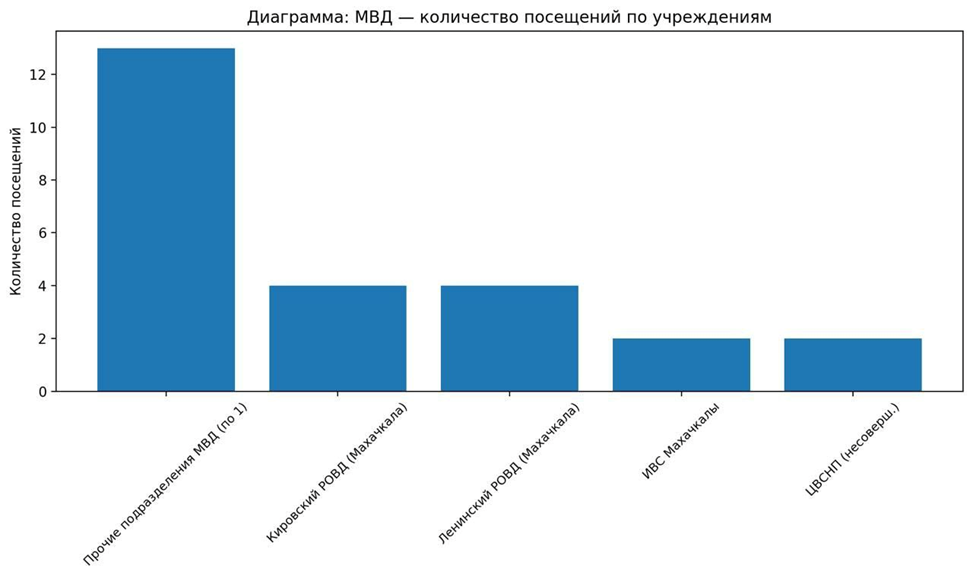 Диаграмма: МВД — количество посещений по учреждениям
Количество посещений
12
10
8
6
4
2
0
Прочие подразделения МВД (по 1)
Кировский РОВД (Махачкала)
Ленинский РОВД (Махачкала)
ИВС Махачкалы
ЦВСНП (несоверш.)